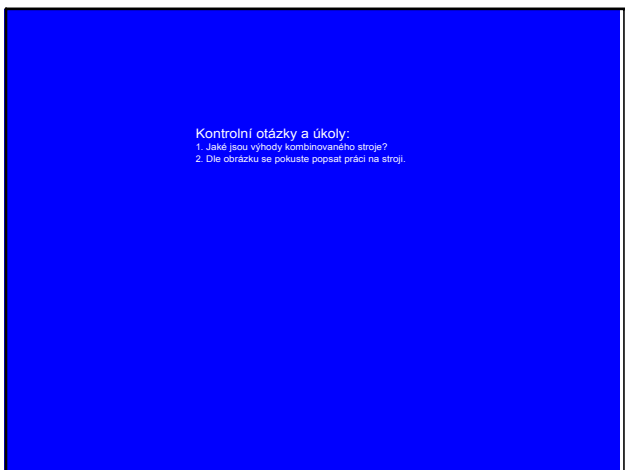 Kontrolní otázky a úkoly:
1. Jaké jsou výhody kombinovaného stroje?
2. Dle obrázku se pokuste popsat práci na stroji.